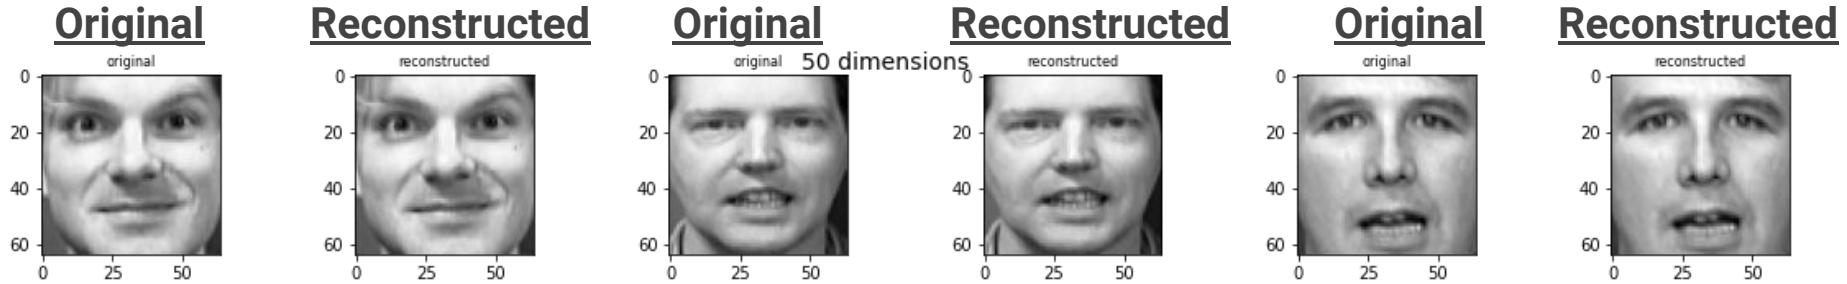 Original Reconstructed Original Reconstructed Original Reconstructed
original reconstructed original 50 dimensions reconstructed original reconstructed
0 0 0 0 0 0
20 20 20 20 20 20
40 40 40 40 40 40
60 60 60 60 60 60
0 25 50 0 25 50 0 25 50 0 25 50 0 25 50 0 25 50